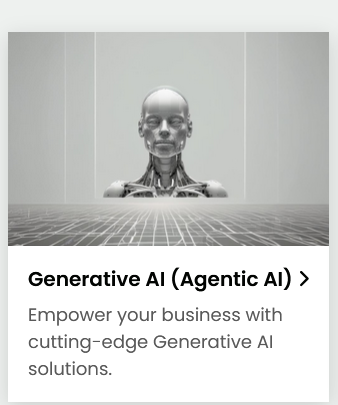 Generative AI (Agentic AI)
Empower your business with
cutting-edge Generative AI
solutions.